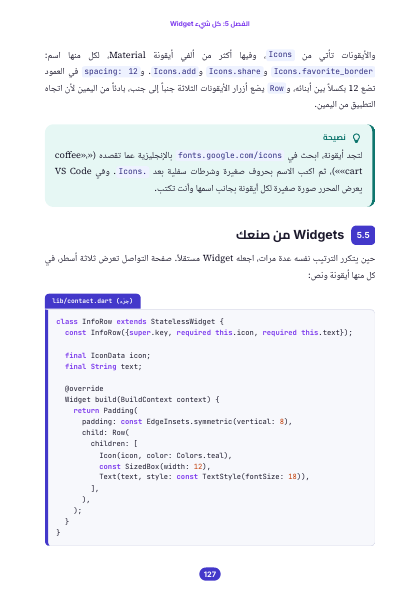 الفصل 5: كل شيء Widget
والأيقونات تأتي من Icons، وفيها أكثر من ألفي أيقونة Material، لكل منها اسم:
Icons.favorite_border و Icons.share و Icons.add. و spacing: 12 في العمود
تضع 12 بكسلاً بين أبنائه، و Row يضع أزرار الأيقونات الثلاثة جنباً إلى جنب، بادئاً من اليمين لأن اتجاه
التطبيق من اليمين.
نصيحة
لتجد أيقونة، ابحث في fonts.google.com/icons بالإنجليزية عما تقصده («coffee»,
«cart»)، ثم اكتب الاسم بحروف صغيرة وشرطات سفلية بعد Icons. . وفي VS Code
يعرض المحرر صورة صغيرة لكل أيقونة بجانب اسمها وأنت تكتب.
5.5 Widgets من صنعك
حين يتكرر الترتيب نفسه عدة مرات، اجعله Widget مستقلاً. صفحة التواصل تعرض ثلاثة أسطر، في
كل منها أيقونة ونص:
lib/contact.dart (جزء)
class InfoRow extends StatelessWidget {
  const InfoRow({super.key, required this.icon, required this.text});
  final IconData icon;
  final String text;
  @override
  Widget build(BuildContext context) {
    return Padding(
      padding: const EdgeInsets.symmetric(vertical: 8),
      child: Row(
        children: [
          Icon(icon, color: Colors.teal),
          const SizedBox(width: 12),
          Text(text, style: const TextStyle(fontSize: 18)),
        ],
      ),
    );
  }
}
127